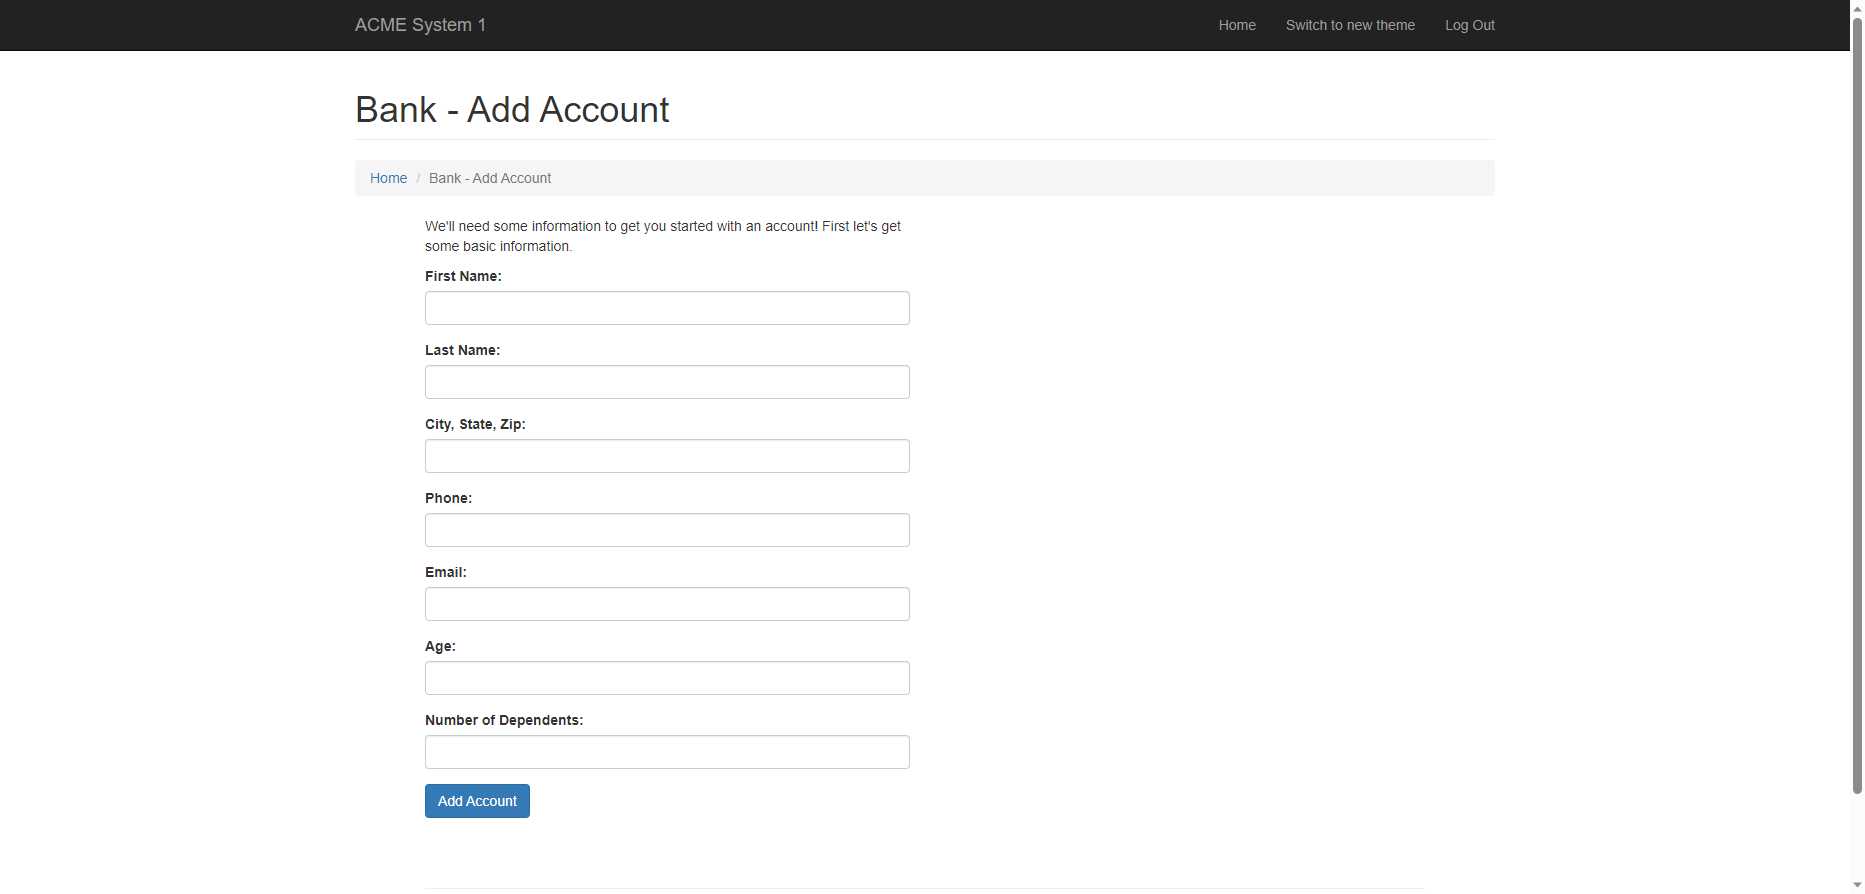 ACME System 1
Home
Switch to new theme
Log Out
Bank - Add Account
Home / Bank - Add Account
We'll need some information to get you started with an account! First let's get
some basic information.
First Name:
Last Name:
City, State, Zip:
Phone:
Email:
Age:
Number of Dependents:
Add Account